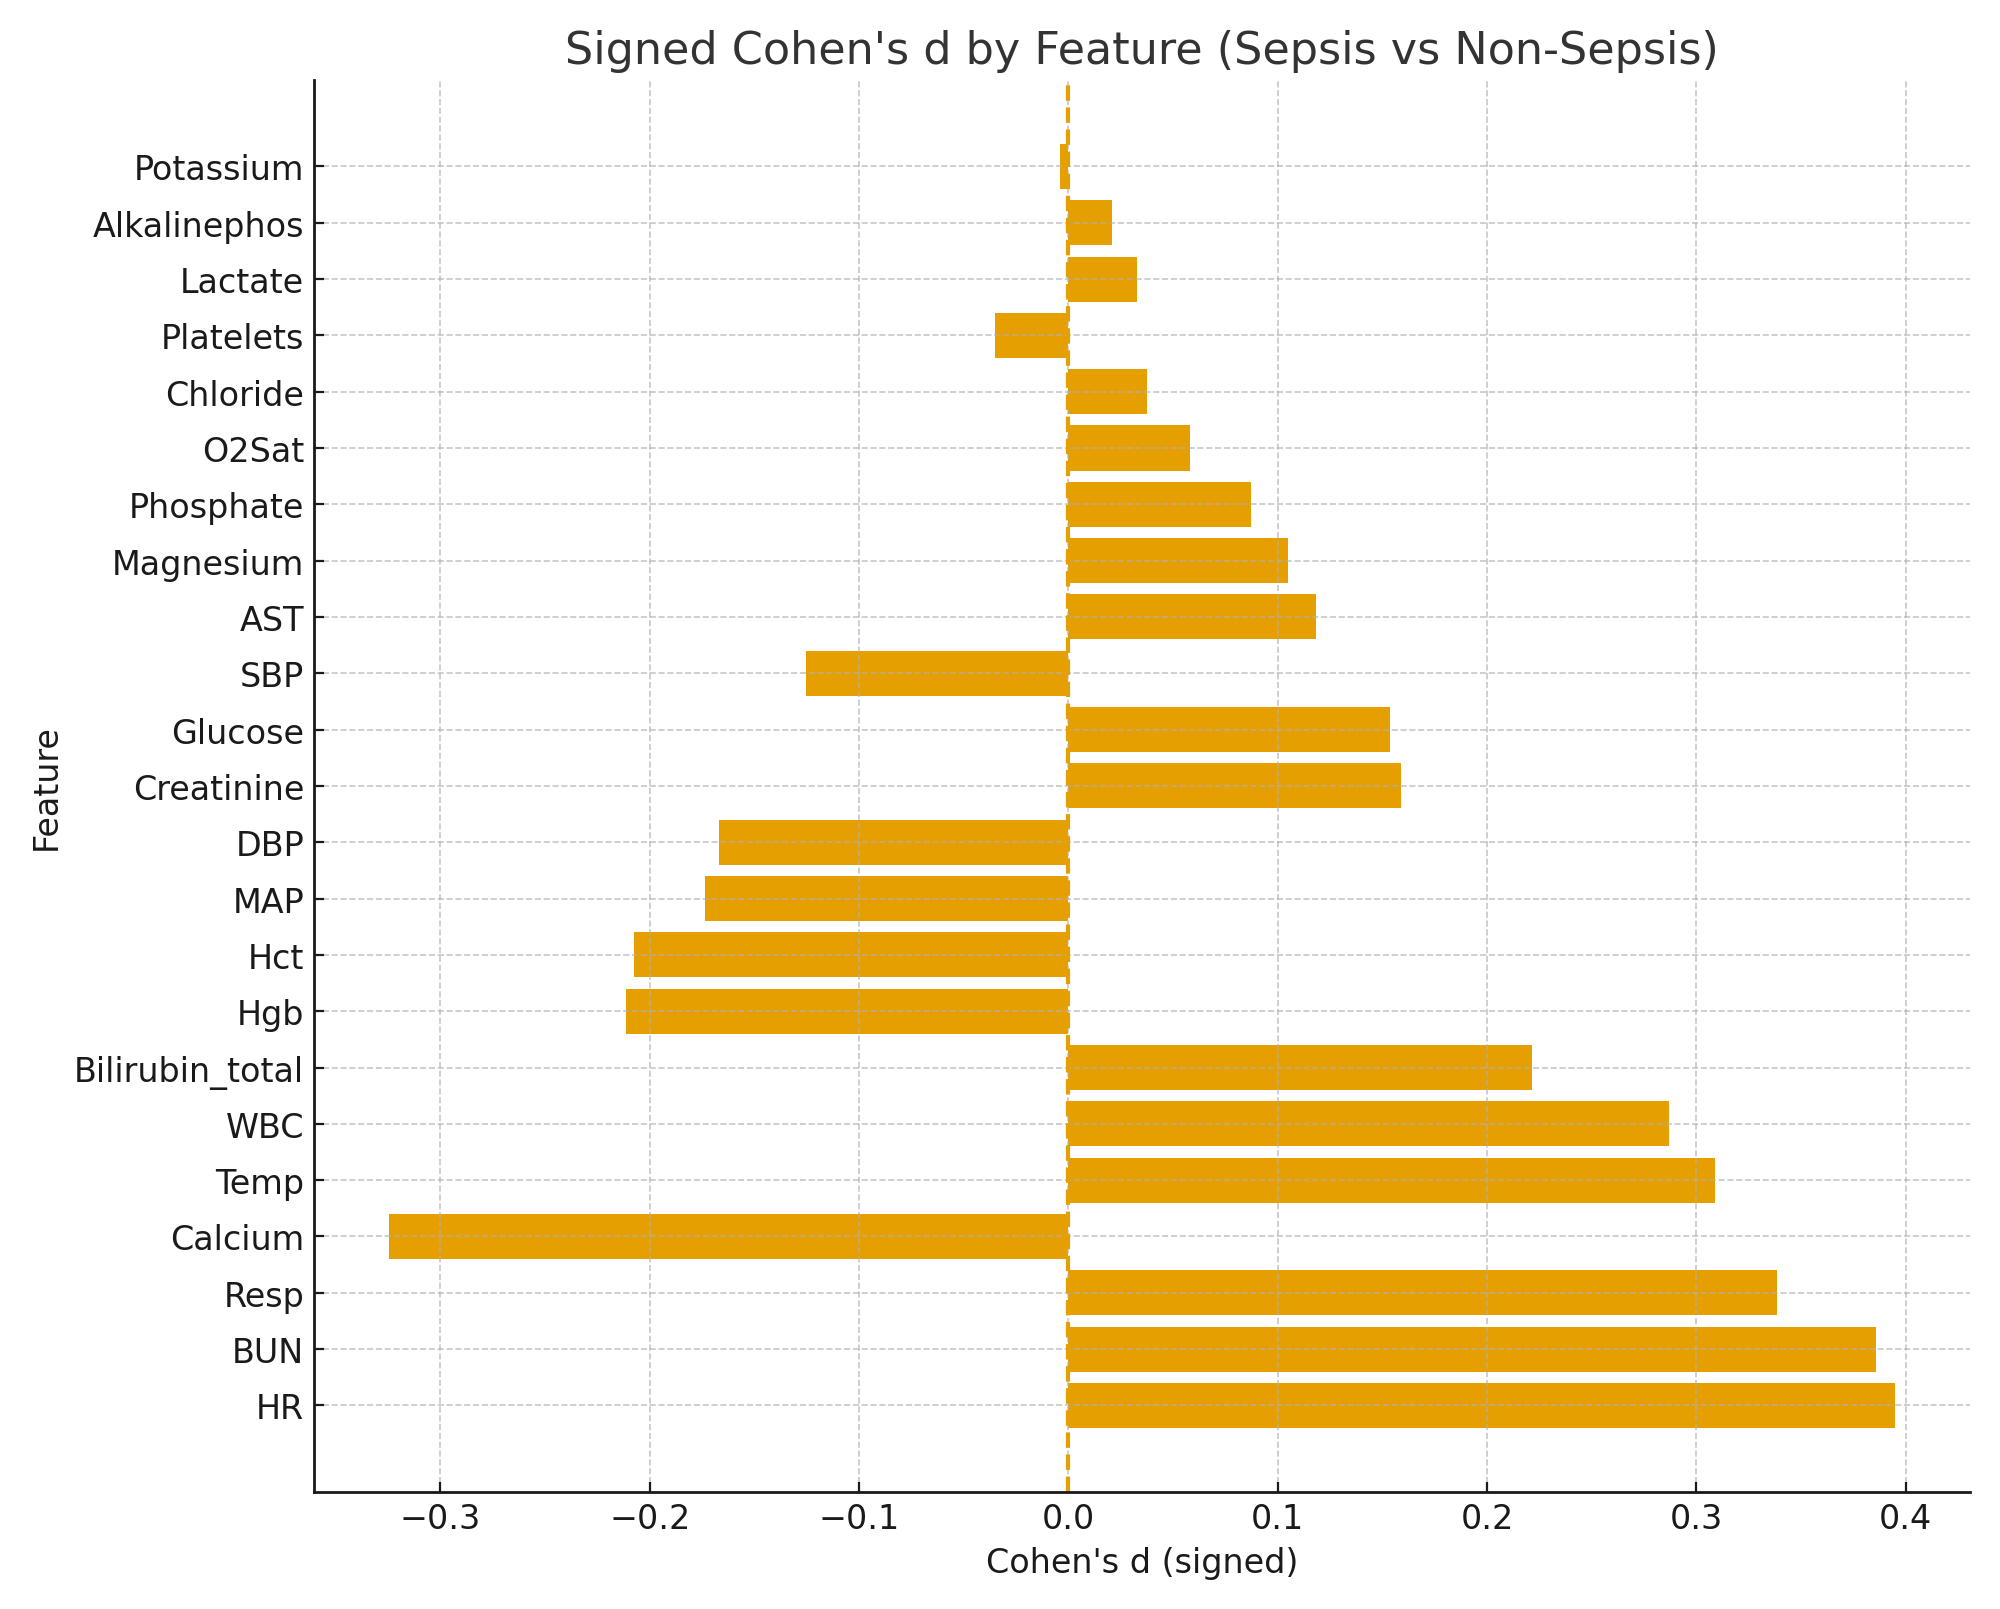 Signed Cohen's d by Feature (Sepsis vs Non-Sepsis)
Feature
Potassium
Alkalinephos
Lactate
Platelets
Chloride
O2Sat
Phosphate
Magnesium
AST
SBP
Glucose
Creatinine
DBP
MAP
Hct
Hgb
Bilirubin_total
WBC
Temp
Calcium
Resp
BUN
HR
−0.3 −0.2 −0.1 0.0 0.1 0.2 0.3 0.4
Cohen's d (signed)